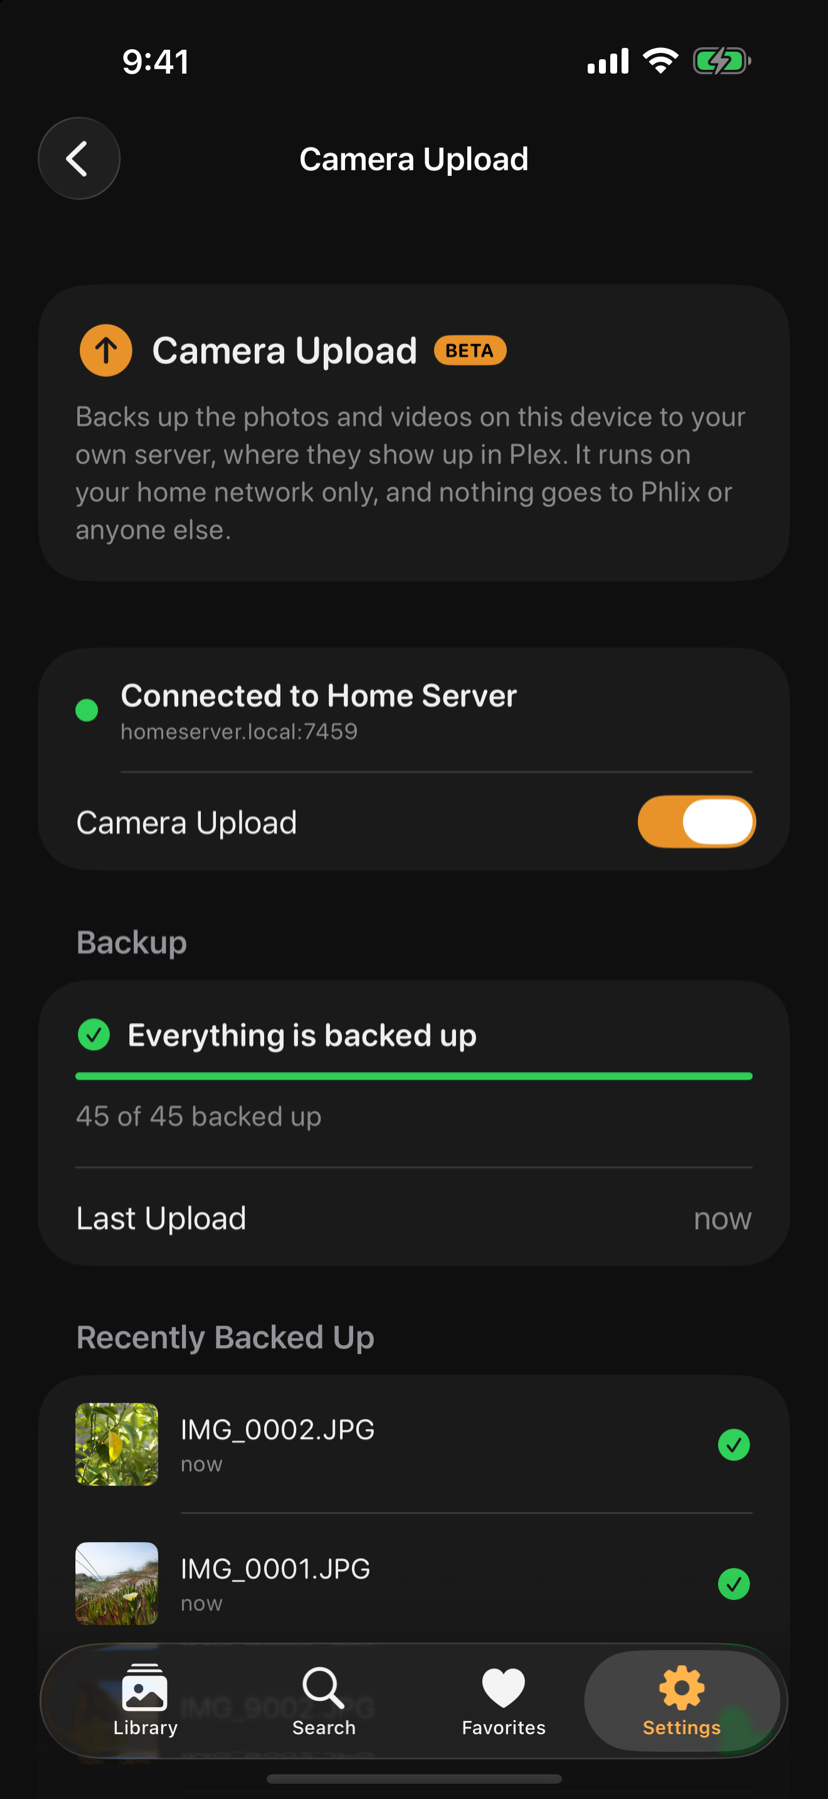 9:41
Camera Upload
Camera Upload BETA
Backs up the photos and videos on this device to your
own server, where they show up in Plex. It runs on
your home network only, and nothing goes to Phlix or
anyone else.
Connected to Home Server
homeserver.local:7459
Camera Upload
Backup
Everything is backed up
45 of 45 backed up
Last Upload now
Recently Backed Up
IMG_0002.JPG
now
IMG_0001.JPG
now
IMG_9002.JPG
Library Search Favorites Settings